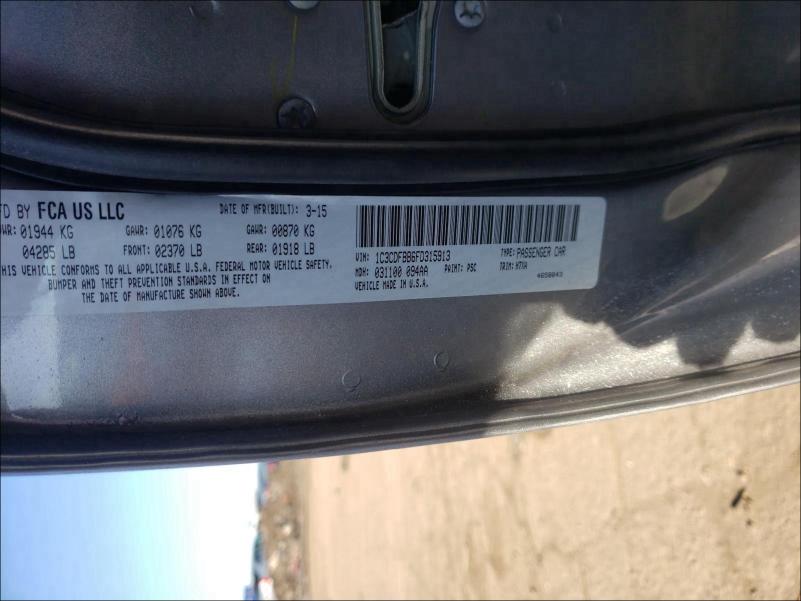 FD BY FCA US LLC
DATE OF MFR(BUILT): 3-15
WR: 01944 KG GAWR: 01076 KG GAWR: 00870 KG
04285 LB FRONT: 02370 LB REAR: 01918 LB
HIS VEHICLE CONFORMS TO ALL APPLICABLE U.S.A. FEDERAL MOTOR VEHICLE SAFETY,
BUMPER AND THEFT PREVENTION STANDARDS IN EFFECT ON
THE DATE OF MANUFACTURE SHOWN ABOVE.
VIN: 1C3CDFBB6FD315913 TYPE: PASSENGER CAR
MDH: 031100 094AA PAINT: PSC TRIM: H7XA
VEHICLE MADE IN U.S.A.